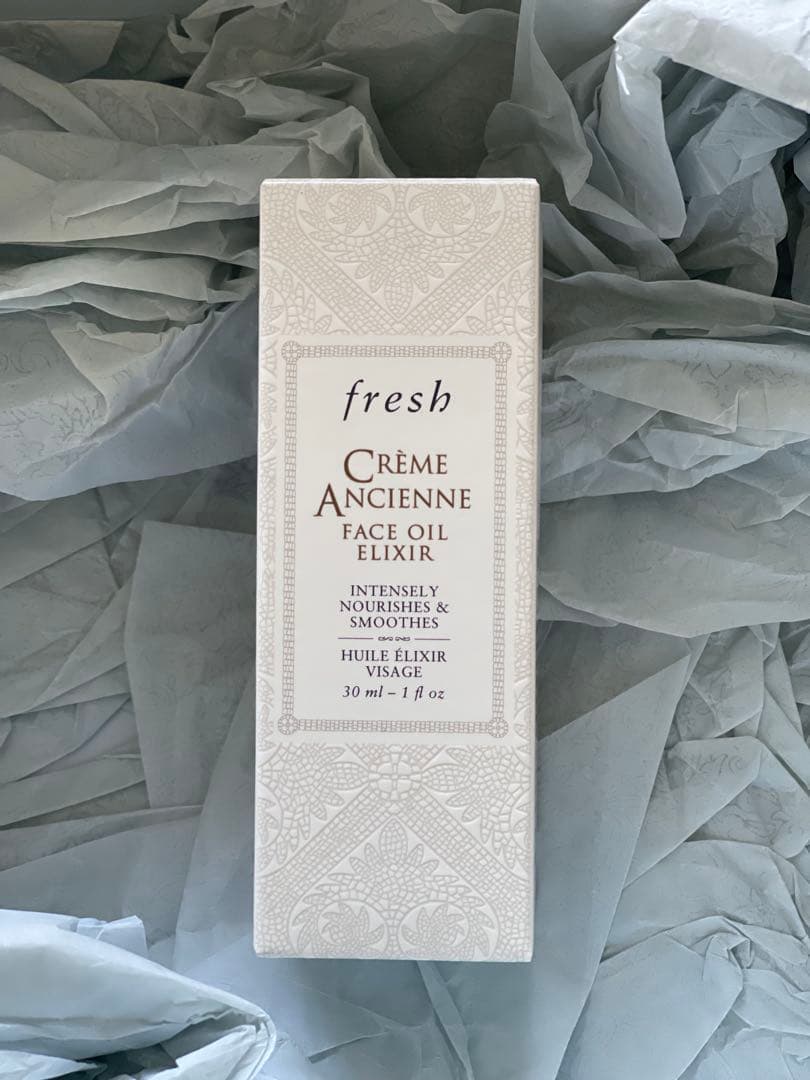 fresh
CRÈME
ANCIENNE
FACE OIL
ELIXIR
INTENSELY
NOURISHES &
SMOOTHES
HUILE ÉLIXIR
VISAGE
30 ml – 1 fl oz